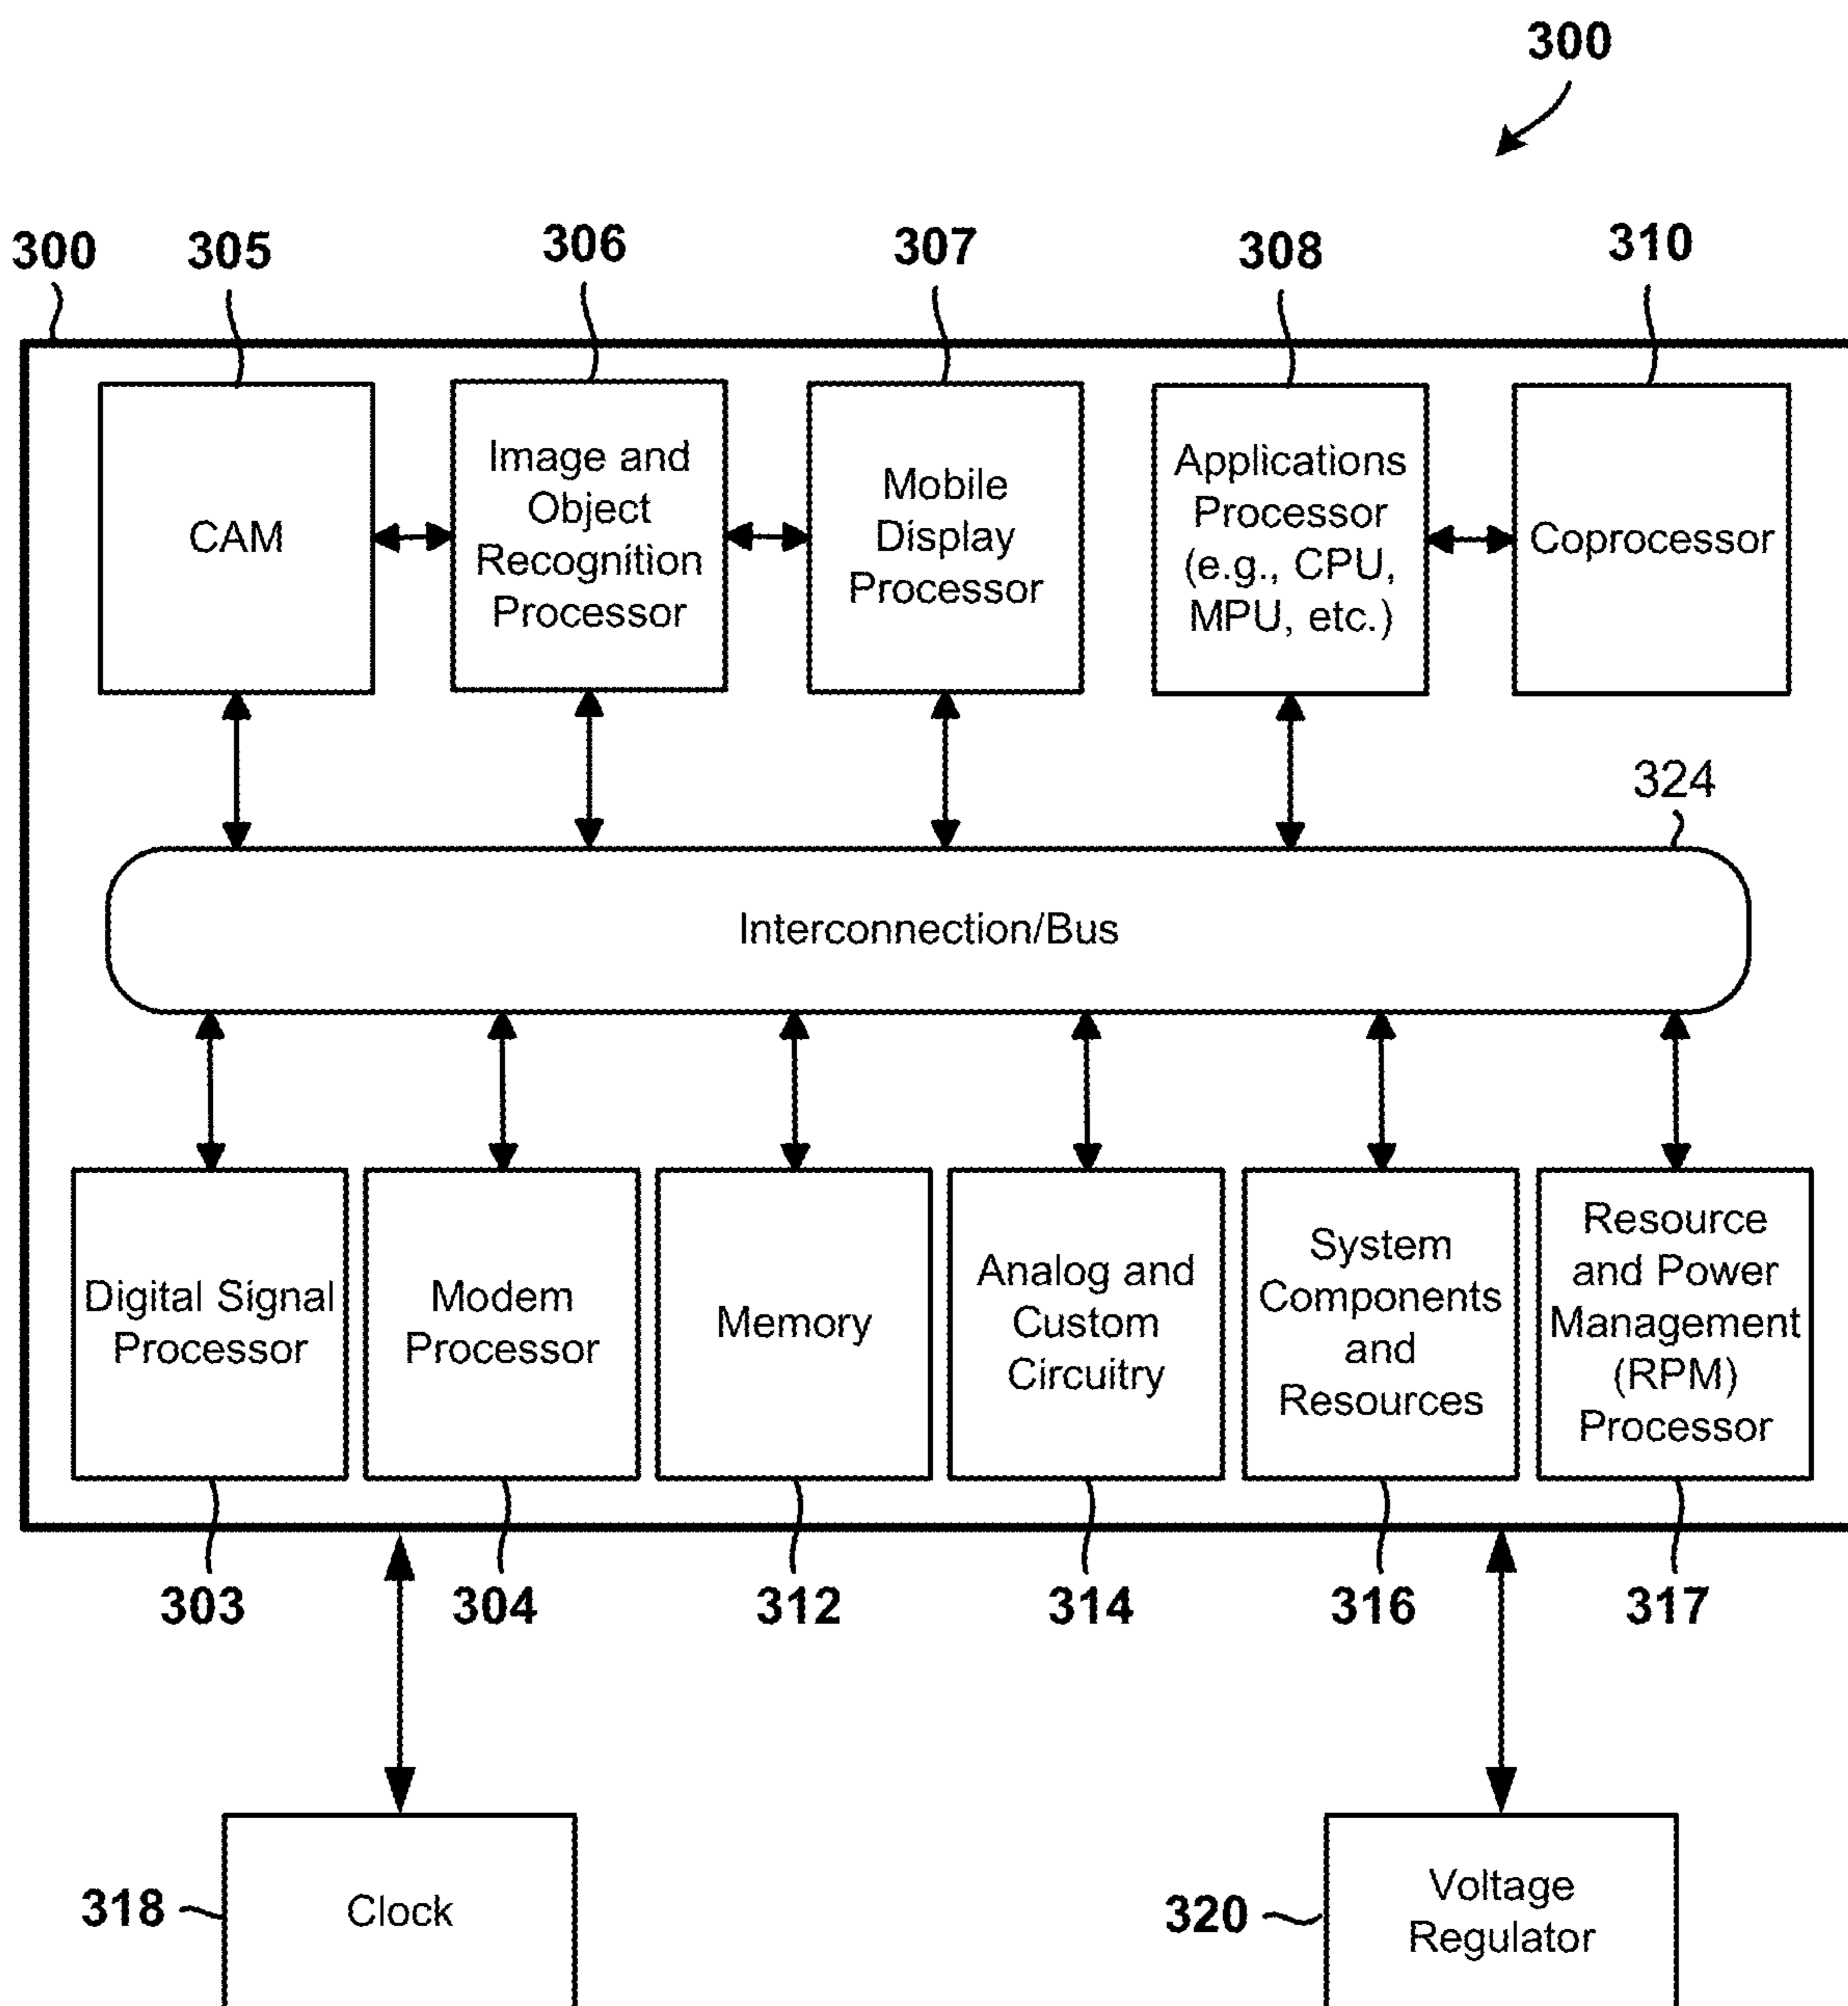 300
300
305
306
307
308
310
CAM
Image and
Object
Recognition
Processor
Mobile
Display
Processor
Applications
Processor
(e.g., CPU,
MPU, etc.)
Coprocessor
324
Interconnection/Bus
Digital Signal
Processor
Modem
Processor
Memory
Analog and
Custom
Circuitry
System
Components
and
Resources
Resource
and Power
Management
(RPM)
Processor
303
304
312
314
316
317
318
Clock
320
Voltage
Regulator